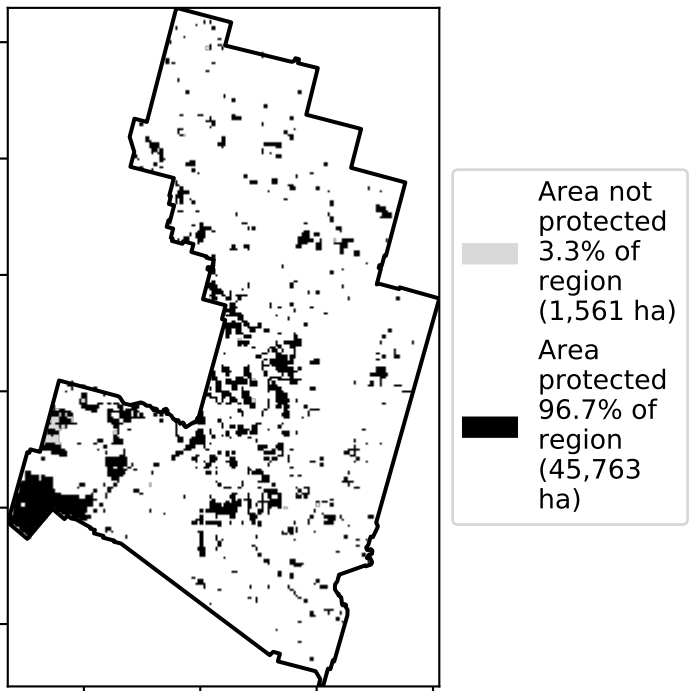 Area not
protected
3.3% of
region
(1,561 ha)
Area
protected
96.7% of
region
(45,763
ha)